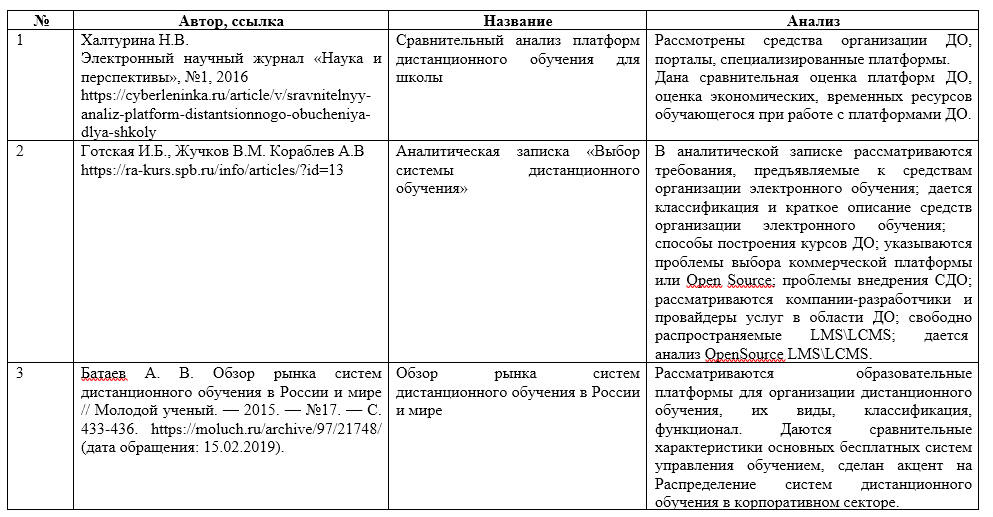 №
Автор, ссылка
Название
Анализ
1
Халтурина Н.В.
Электронный научный журнал «Наука и
перспективы», №1, 2016
https://cyberleninka.ru/article/v/sravnitelnyy-
analiz-platform-distantsionnogo-obucheniya-
dlya-shkoly
Сравнительный анализ платформ
дистанционного обучения для
школы
Рассмотрены средства организации ДО,
порталы, специализированные платформы.
Дана сравнительная оценка платформ ДО,
оценка экономических, временных ресурсов
обучающегося при работе с платформами ДО.
2
Готская И.Б., Жучков В.М. Кораблев А.В
https://ra-kurs.spb.ru/info/articles/?id=13
Аналитическая записка «Выбор
системы дистанционного
обучения»
В аналитической записке рассматриваются
требования, предъявляемые к средствам
организации электронного обучения; дается
классификация и краткое описание средств
организации электронного обучения;
способы построения курсов ДО; указываются
проблемы выбора коммерческой платформы
или Open Source; проблемы внедрения СДО;
рассматриваются компании-разработчики и
провайдеры услуг в области ДО; свободно
распространяемые LMS\LCMS; дается
анализ OpenSource LMS\LCMS.
3
Батаев А. В. Обзор рынка систем
дистанционного обучения в России и мире
// Молодой ученый. — 2015. — №17. — С.
433-436. https://moluch.ru/archive/97/21748/
(дата обращения: 15.02.2019).
Обзор рынка систем
дистанционного обучения в России
и мире
Рассматриваются образовательные
платформы для организации дистанционного
обучения, их виды, классификация,
функционал. Даются сравнительные
характеристики основных бесплатных систем
управления обучением, сделан акцент на
Распределение систем дистанционного
обучения в корпоративном секторе.